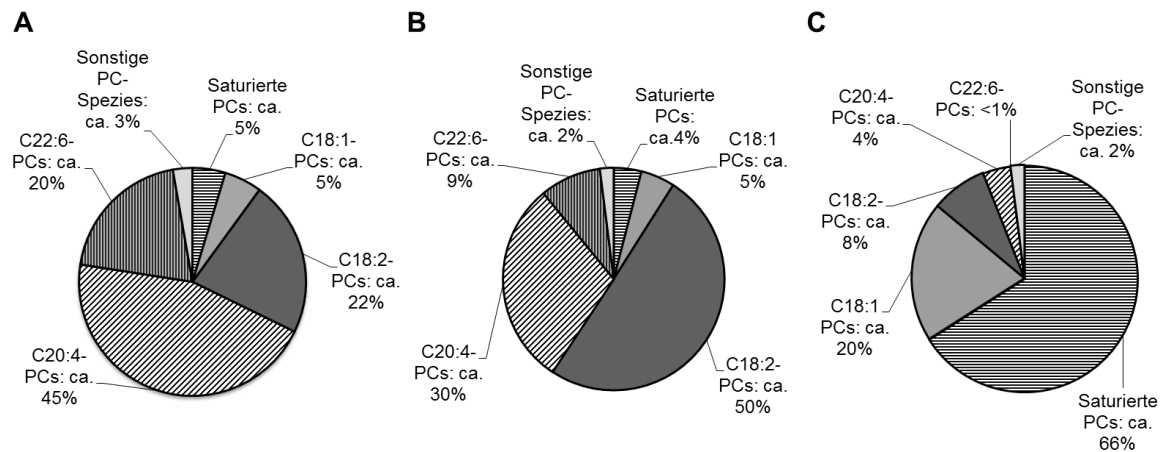 A
Sonstige
PC-
Spezies:
ca. 3%
Saturierte
PCs: ca.
5%
C18:1-
PCs: ca.
5%
C22:6-
PCs: ca.
20%
C18:2-
PCs: ca.
22%
C20:4-
PCs: ca.
45%
B
Sonstige
PC-
Spezies:
ca. 2%
Saturierte
PCs:
ca.4%
C18:1
PCs: ca.
5%
C22:6-
PCs: ca.
9%
C20:4-
PCs: ca.
30%
C18:2-
PCs: ca.
50%
C
C20:4-
PCs: ca.
4%
C22:6-
PCs: <1%
Sonstige
PC-
Spezies:
ca. 2%
C18:2-
PCs: ca.
8%
C18:1
PCs: ca.
20%
Saturierte
PCs: ca.
66%